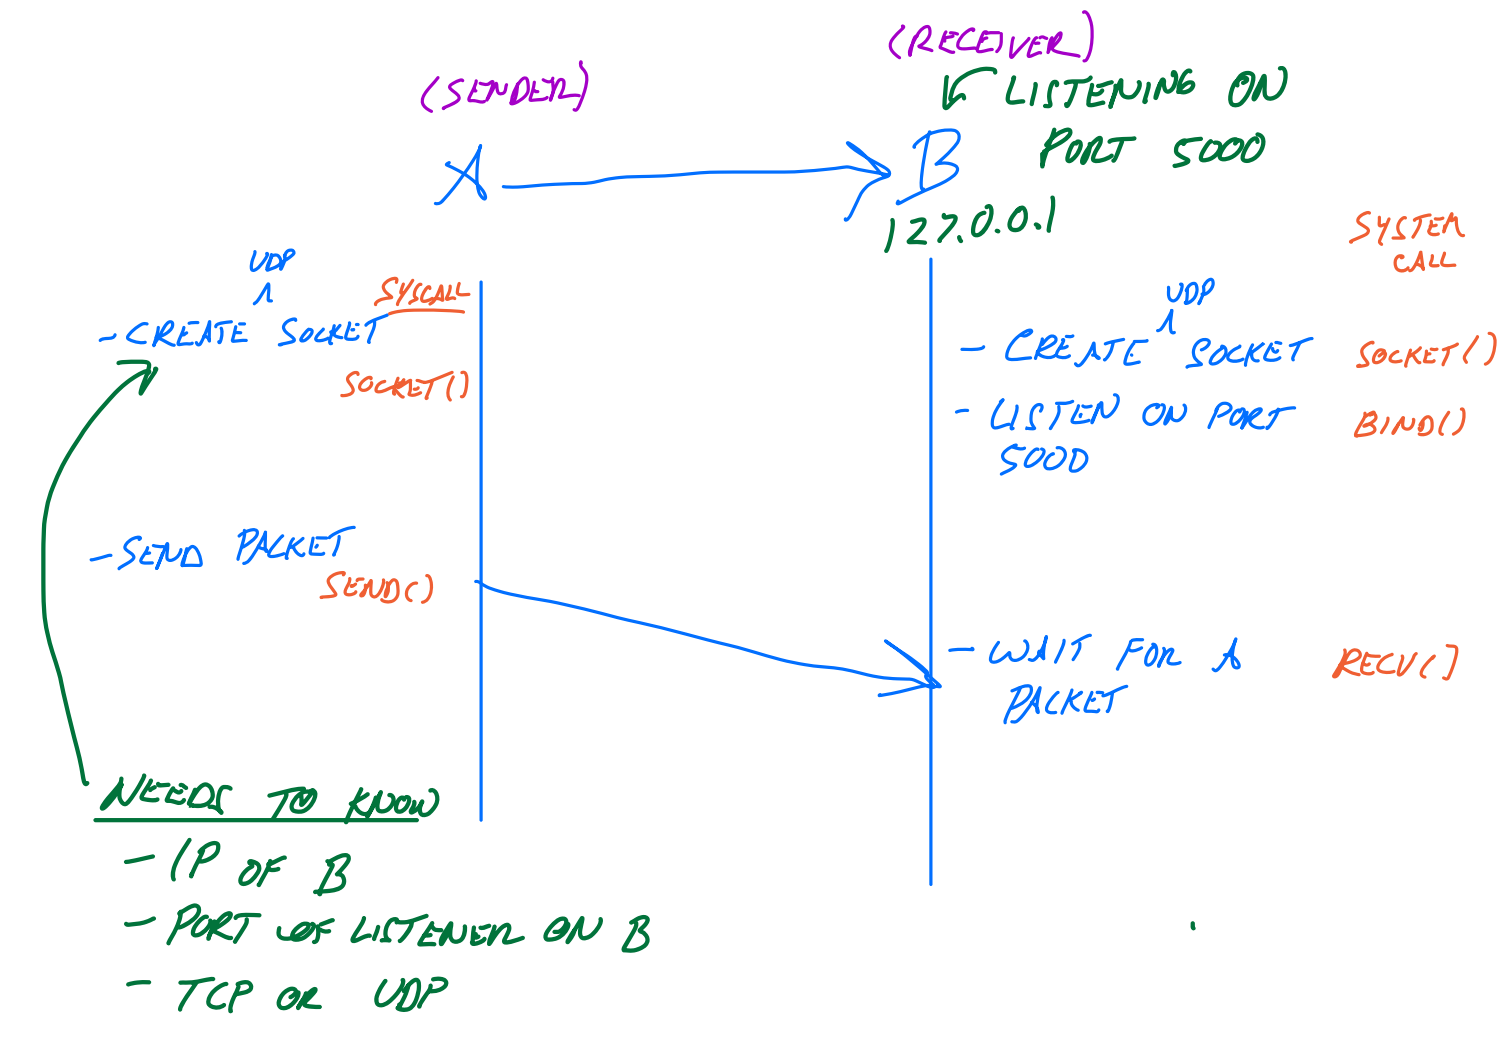 (RECEIVER)
(SENDER)
LISTENING ON
PORT 5000
A
B
127.0.0.1
SYSTEM
CALL
UDP
SYSCALL
- CREATE SOCKET
SOCKET()
UDP
- CREATE SOCKET SOCKET()
- LISTEN ON PORT BIND()
5000
- SEND PACKET
SEND()
- WAIT FOR A RECV()
PACKET
NEEDS TO KNOW
- IP OF B
- PORT OF LISTENER ON B
- TCP OR UDP